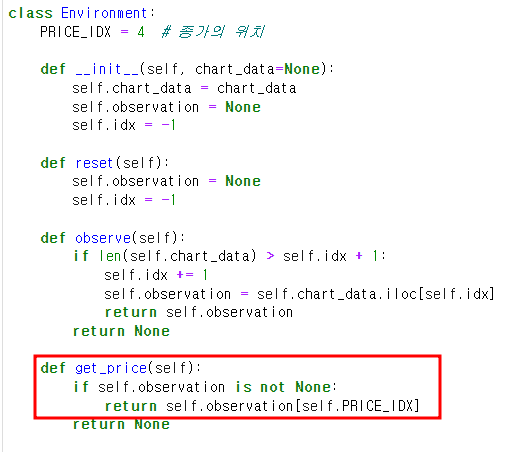 class Environment:
    PRICE_IDX = 4  # 종가의 위치

    def __init__(self, chart_data=None):
        self.chart_data = chart_data
        self.observation = None
        self.idx = -1

    def reset(self):
        self.observation = None
        self.idx = -1

    def observe(self):
        if len(self.chart_data) > self.idx + 1:
            self.idx += 1
            self.observation = self.chart_data.iloc[self.idx]
            return self.observation
        return None

    def get_price(self):
        if self.observation is not None:
            return self.observation[self.PRICE_IDX]
        return None